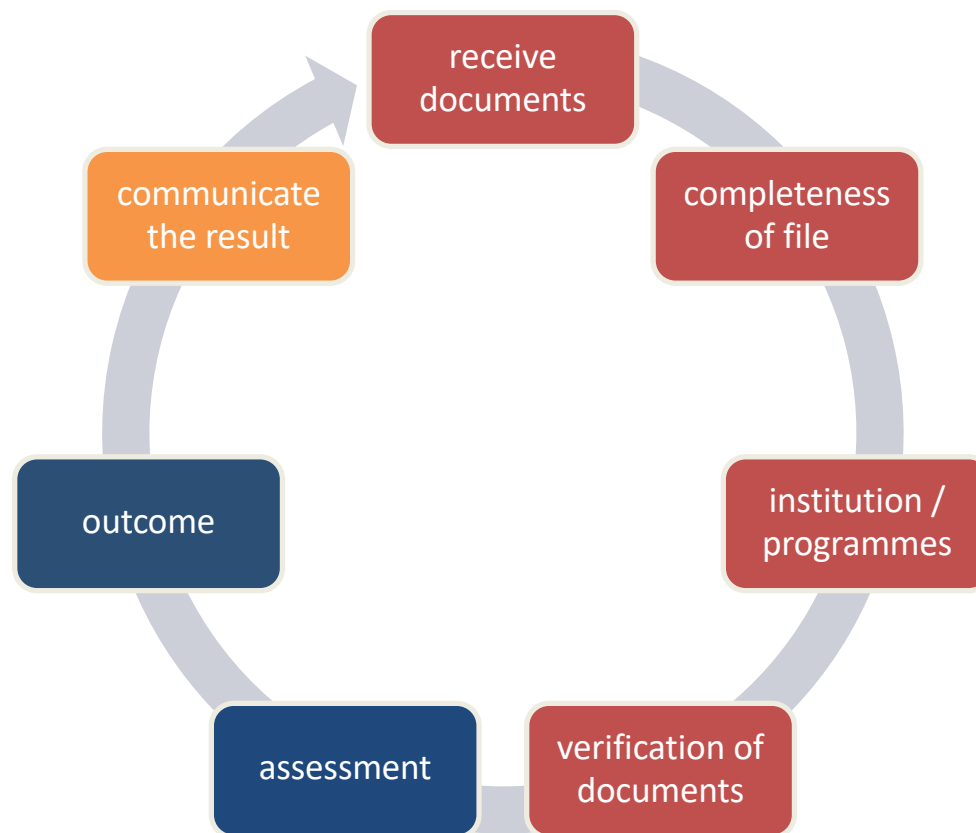 receive
documents
completeness
of file
institution /
programmes
verification of
documents
assessment
outcome
communicate
the result